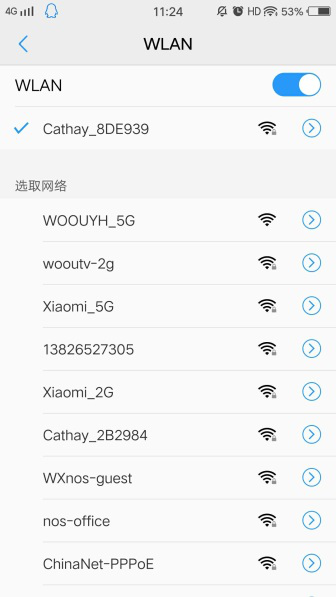 4G 11:24 HD 53%
WLAN
WLAN
Cathay_8DE939
选取网络
WOOUYH_5G
wooutv-2g
Xiaomi_5G
13826527305
Xiaomi_2G
Cathay_2B2984
WXnos-guest
nos-office
ChinaNet-PPPoE